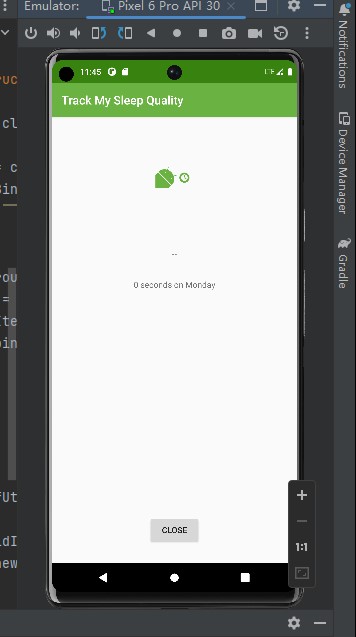 Emulator: Pixel 6 Pro API 30
Notifications
Device Manager
Gradle
11:45 LTE
Track My Sleep Quality
--
0 seconds on Monday
CLOSE
1:1